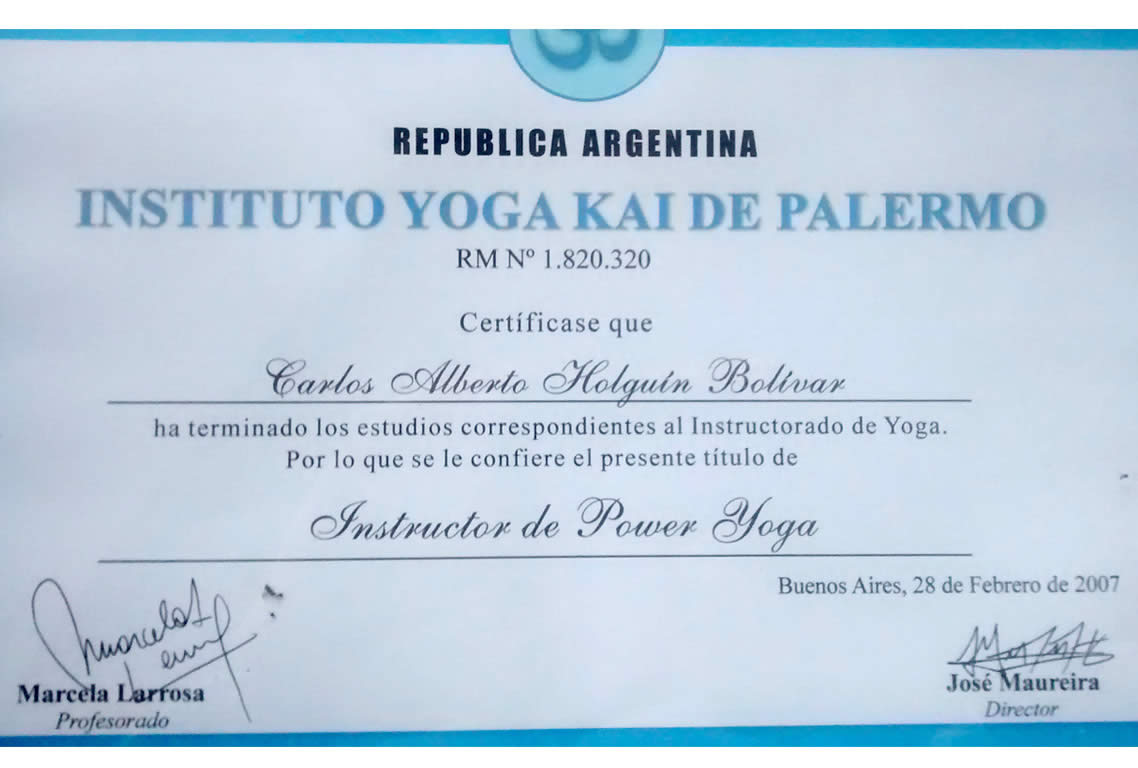 REPUBLICA ARGENTINA
INSTITUTO YOGA KAI DE PALERMO
RM Nº 1.820.320
Certíficase que
Carlos Alberto Holguín Bolívar
ha terminado los estudios correspondientes al Instructorado de Yoga.
Por lo que se le confiere el presente título de
Instructor de Power Yoga
Buenos Aires, 28 de Febrero de 2007
Marcela Larrosa
Profesorado
José Maureira
Director